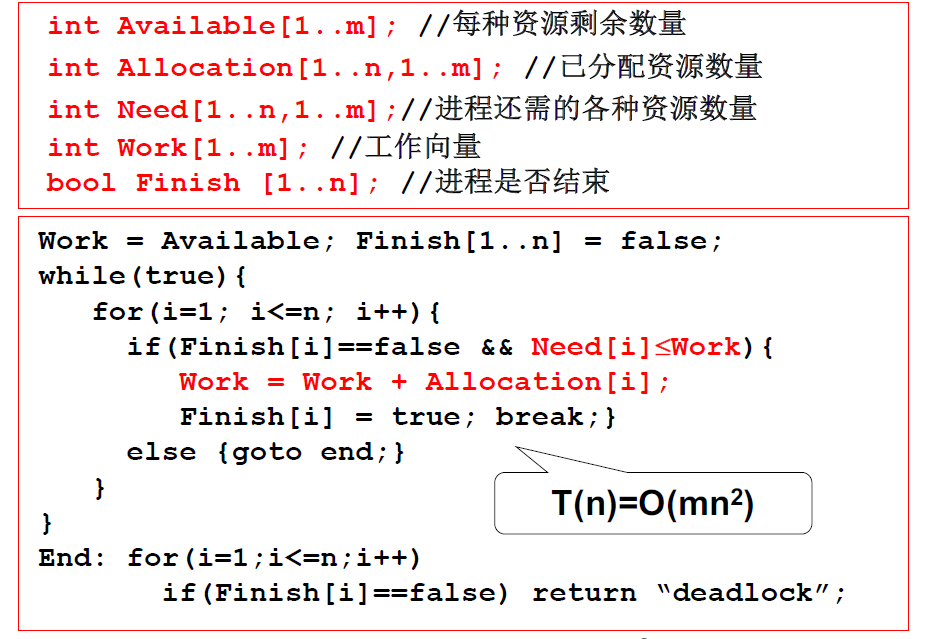 int Available[1..m]; //每种资源剩余数量
int Allocation[1..n,1..m]; //已分配资源数量
int Need[1..n,1..m];//进程还需的各种资源数量
int Work[1..m]; //工作向量
bool Finish [1..n]; //进程是否结束
Work = Available; Finish[1..n] = false;
while(true){
for(i=1; i<=n; i++){
if(Finish[i]==false && Need[i]≤Work){
Work = Work + Allocation[i];
Finish[i] = true; break;}
else {goto end;}
}
T(n)=O(mn²)
}
End: for(i=1;i<=n;i++)
if(Finish[i]==false) return “deadlock”;